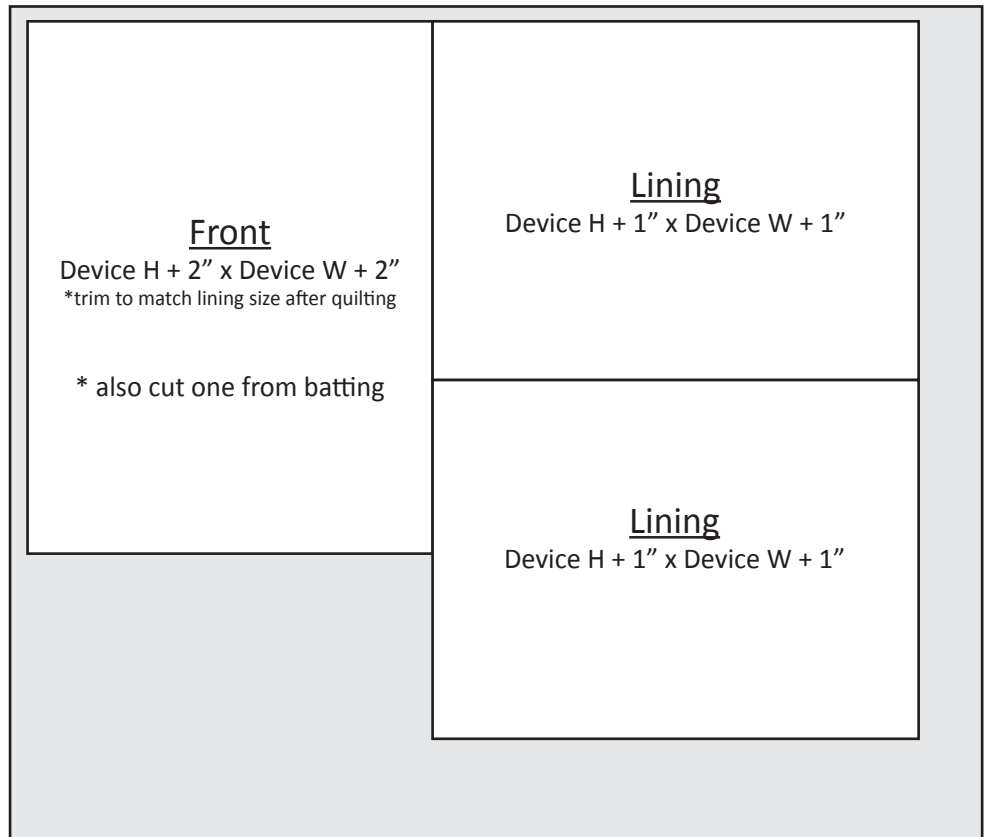 Front
Device H + 2” x Device W + 2”
*trim to match lining size after quilting
* also cut one from batting
Lining
Device H + 1” x Device W + 1”
Lining
Device H + 1” x Device W + 1”